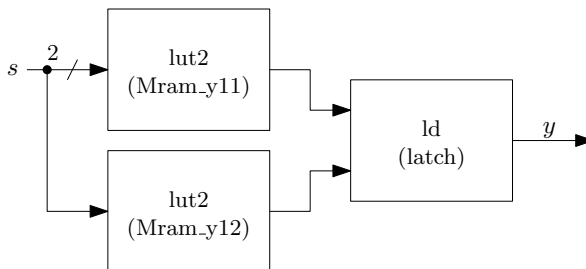 s
2
lut2
(Mram_y11)
lut2
(Mram_y12)
ld
(latch)
y